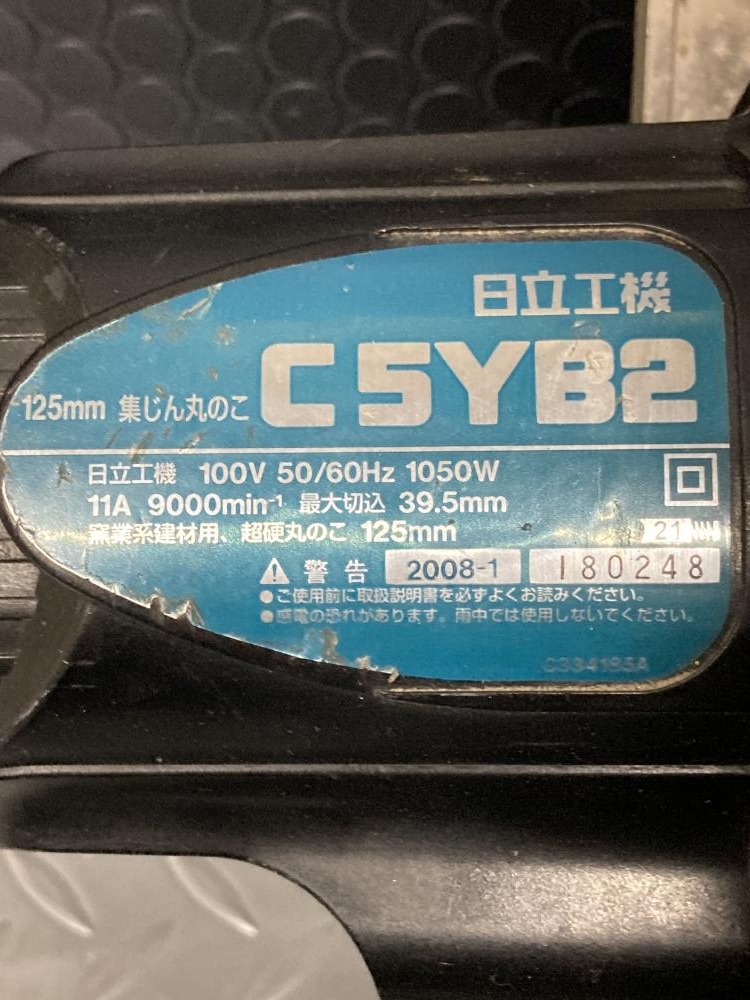 日立工機
125mm 集じん丸のこ C5YB2
日立工機 100V 50/60Hz 1050W
11A 9000min⁻¹ 最大切込 39.5mm
窯業系建材用、超硬丸のこ 125mm
21
警告 2008-1 180248
●ご使用前に取扱説明書を必ずよくお読みください。
●感電の恐れがあります。雨中では使用しないでください。
C334185A